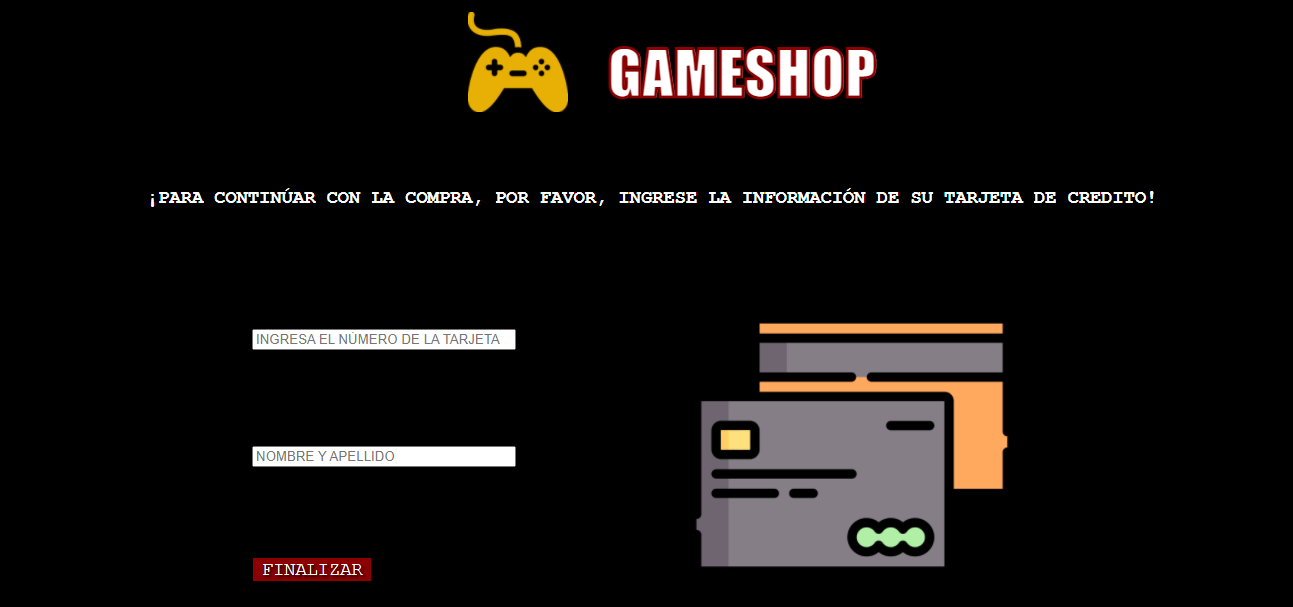 GAMESHOP
¡PARA CONTINÚAR CON LA COMPRA, POR FAVOR, INGRESE LA INFORMACIÓN DE SU TARJETA DE CREDITO!
INGRESA EL NÚMERO DE LA TARJETA
NOMBRE Y APELLIDO
FINALIZAR